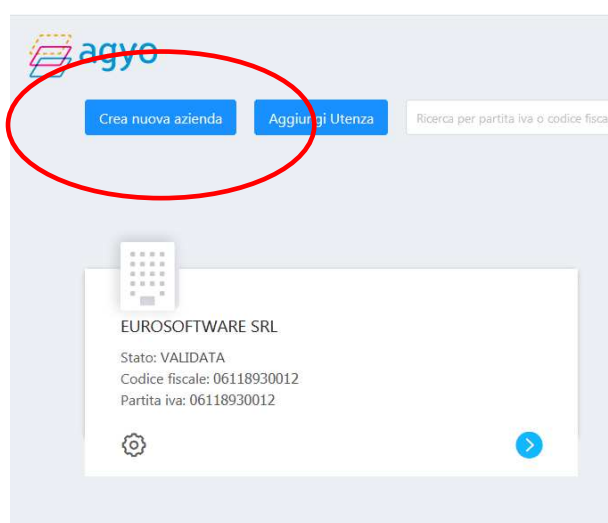 agyo
Crea nuova azienda Aggiungi Utenza Ricerca per partita iva o codice fisca
EUROSOFTWARE SRL
Stato: VALIDATA
Codice fiscale: 06118930012
Partita iva: 06118930012